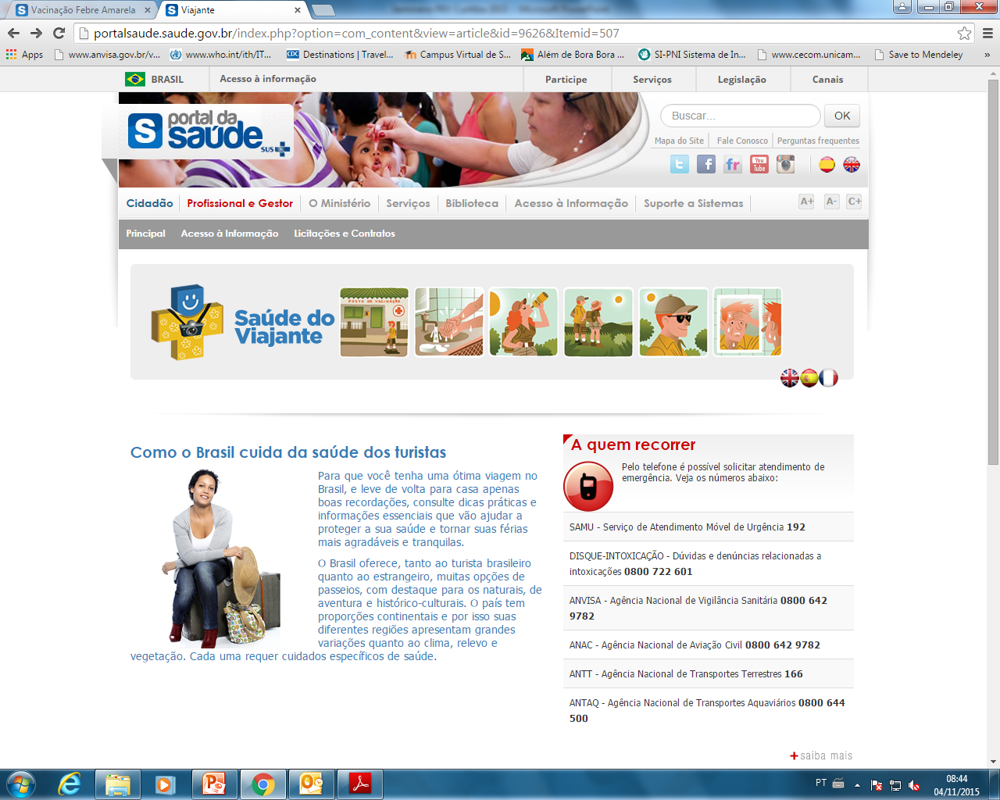 Vacinação Febre Amarela
Viajante
portalsaude.saude.gov.br/index.php?option=com_content&view=article&id=9626&Itemid=507
Apps
www.anvisa.gov.br/v...
www.who.int/ith/IT...
CDC Destinations | Travel...
Campus Virtual de S...
Além de Bora Bora ...
SI-PNI Sistema de In...
www.cecom.unicam...
Save to Mendeley
»
BRASIL
Acesso à informação
Participe
Serviços
Legislação
Canais
S portal da saúde SUS
Buscar...
OK
Mapa do Site
Fale Conosco
Perguntas frequentes
You Tube
Cidadão
Profissional e Gestor
O Ministério
Serviços
Biblioteca
Acesso à Informação
Suporte a Sistemas
A+
A-
C+
Principal
Acesso à Informação
Licitações e Contratos
Saúde do
Viajante
POSTO DE VACINAÇÃO
Como o Brasil cuida da saúde dos turistas
Para que você tenha uma ótima viagem no
Brasil, e leve de volta para casa apenas
boas recordações, consulte dicas práticas e
informações essenciais que vão ajudar a
proteger a sua saúde e tornar suas férias
mais agradáveis e tranquilas.
O Brasil oferece, tanto ao turista brasileiro
quanto ao estrangeiro, muitas opções de
passeios, com destaque para os naturais, de
aventura e histórico-culturais. O país tem
proporções continentais e por isso suas
diferentes regiões apresentam grandes
variações quanto ao clima, relevo e
vegetação. Cada uma requer cuidados específicos de saúde.
A quem recorrer
Pelo telefone é possível solicitar atendimento de
emergência. Veja os números abaixo:
SAMU - Serviço de Atendimento Móvel de Urgência 192
DISQUE-INTOXICAÇÃO - Dúvidas e denúncias relacionadas a
intoxicações 0800 722 601
ANVISA - Agência Nacional de Vigilância Sanitária 0800 642
9782
ANAC - Agência Nacional de Aviação Civil 0800 642 9782
ANTT - Agência Nacional de Transportes Terrestres 166
ANTAQ - Agência Nacional de Transportes Aquaviários 0800 644
500
+saiba mais
PT
08:44
04/11/2015